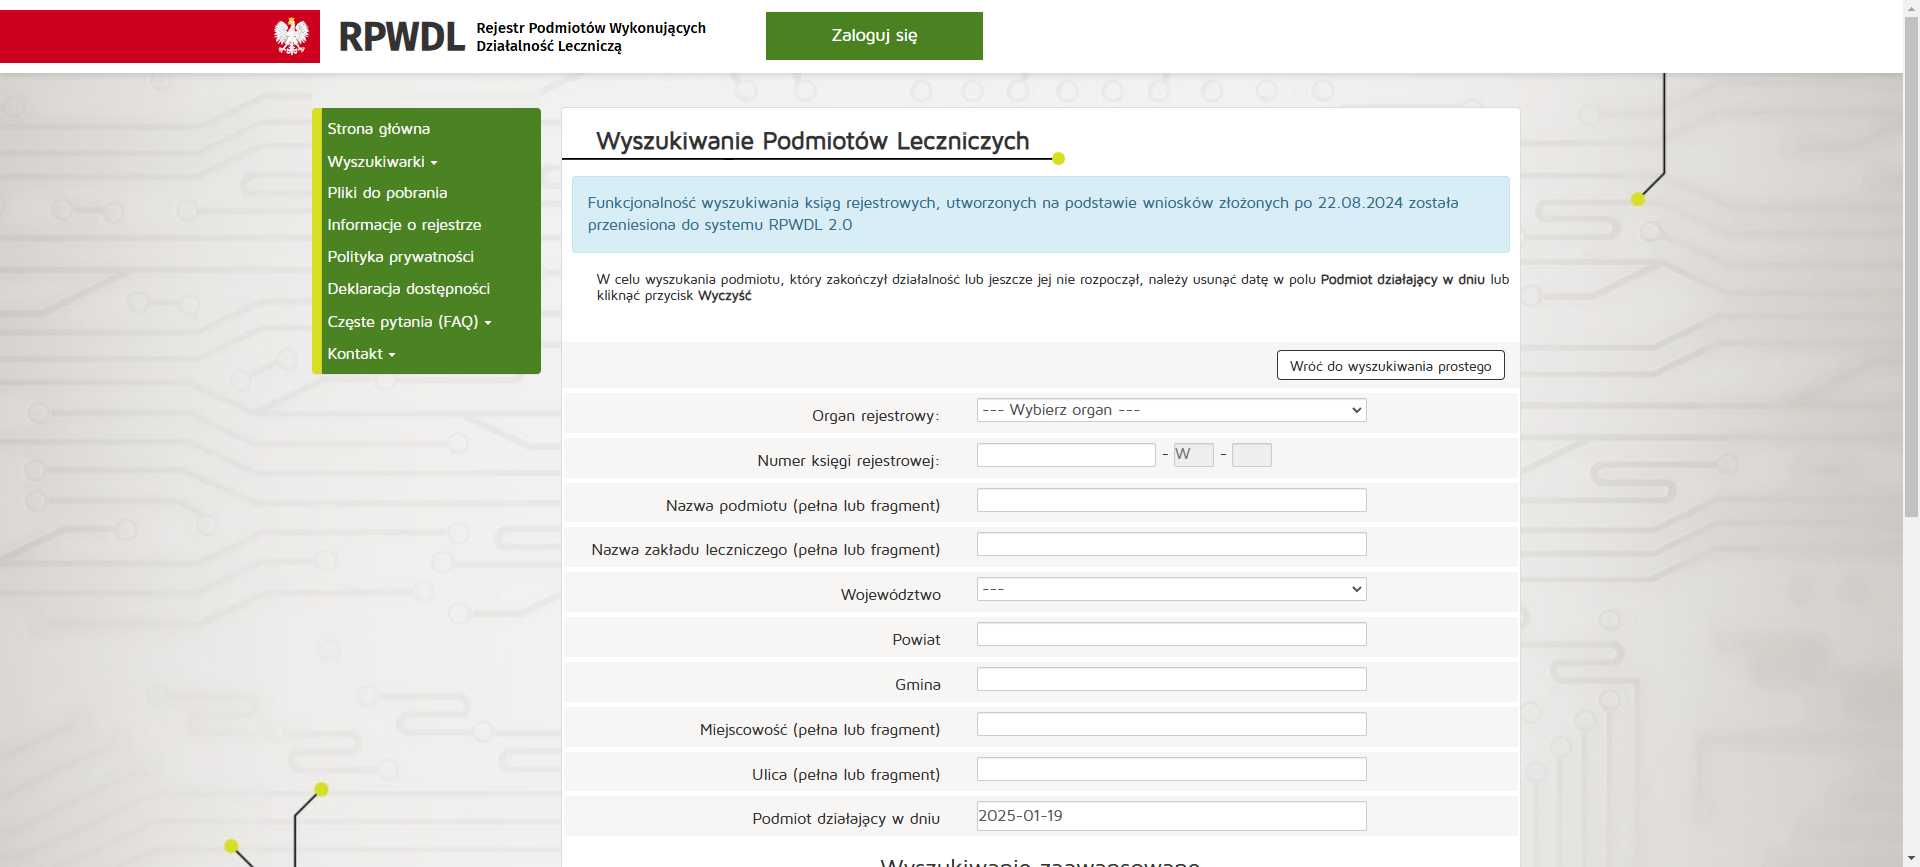 RPWDL
Rejestr Podmiotów Wykonujących
Działalność Leczniczą
Zaloguj się
Strona główna
Wyszukiwarki
Pliki do pobrania
Informacje o rejestrze
Polityka prywatności
Deklaracja dostępności
Częste pytania (FAQ)
Kontakt
Wyszukiwanie Podmiotów Leczniczych
Funkcjonalność wyszukiwania ksiąg rejestrowych, utworzonych na podstawie wniosków złożonych po 22.08.2024 została
przeniesiona do systemu RPWDL 2.0
W celu wyszukania podmiotu, który zakończył działalność lub jeszcze jej nie rozpoczął, należy usunąć datę w polu Podmiot działający w dniu lub
kliknąć przycisk Wyczyść
Wróć do wyszukiwania prostego
Organ rejestrowy: --- Wybierz organ ---
Numer księgi rejestrowej: - W -
Nazwa podmiotu (pełna lub fragment)
Nazwa zakładu leczniczego (pełna lub fragment)
Województwo ---
Powiat
Gmina
Miejscowość (pełna lub fragment)
Ulica (pełna lub fragment)
Podmiot działający w dniu 2025-01-19
Wyszukiwanie zaawansowane